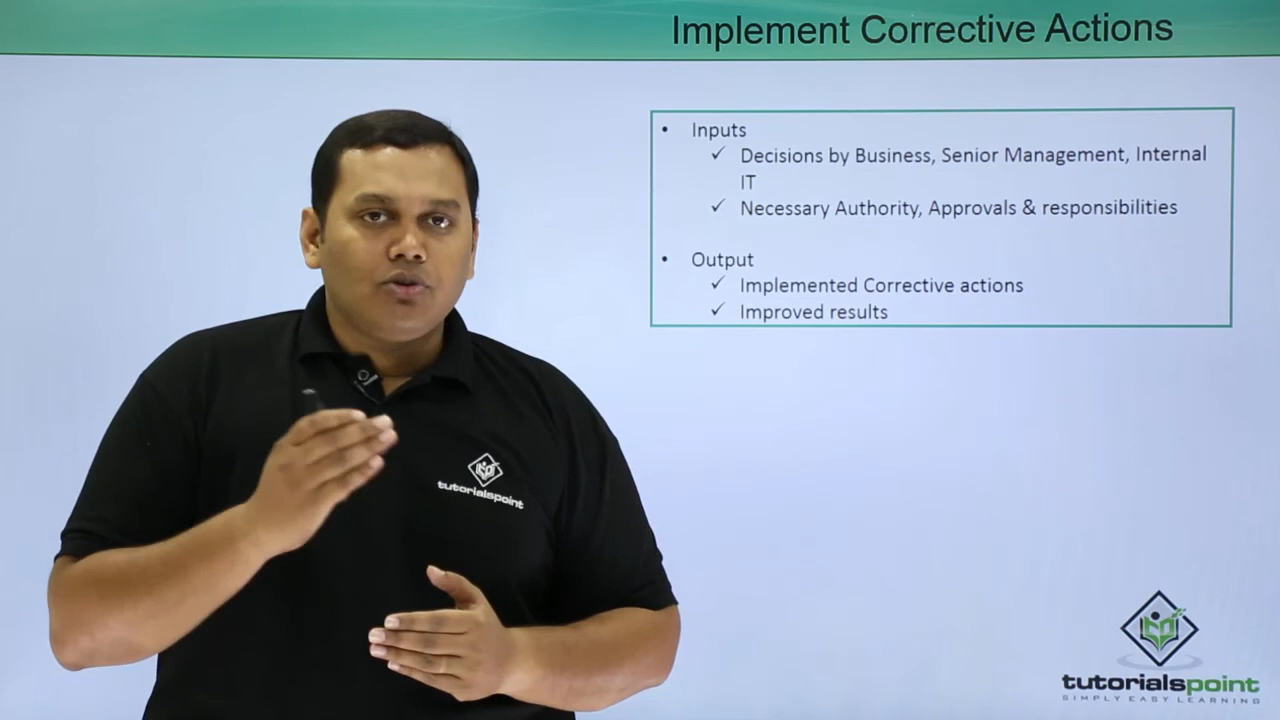 Implement Corrective Actions
• Inputs
✓ Decisions by Business, Senior Management, Internal
IT
✓ Necessary Authority, Approvals & responsibilities
• Output
✓ Implemented Corrective actions
✓ Improved results
tutorialspoint
tutorialspoint
SIMPLY EASY LEARNING